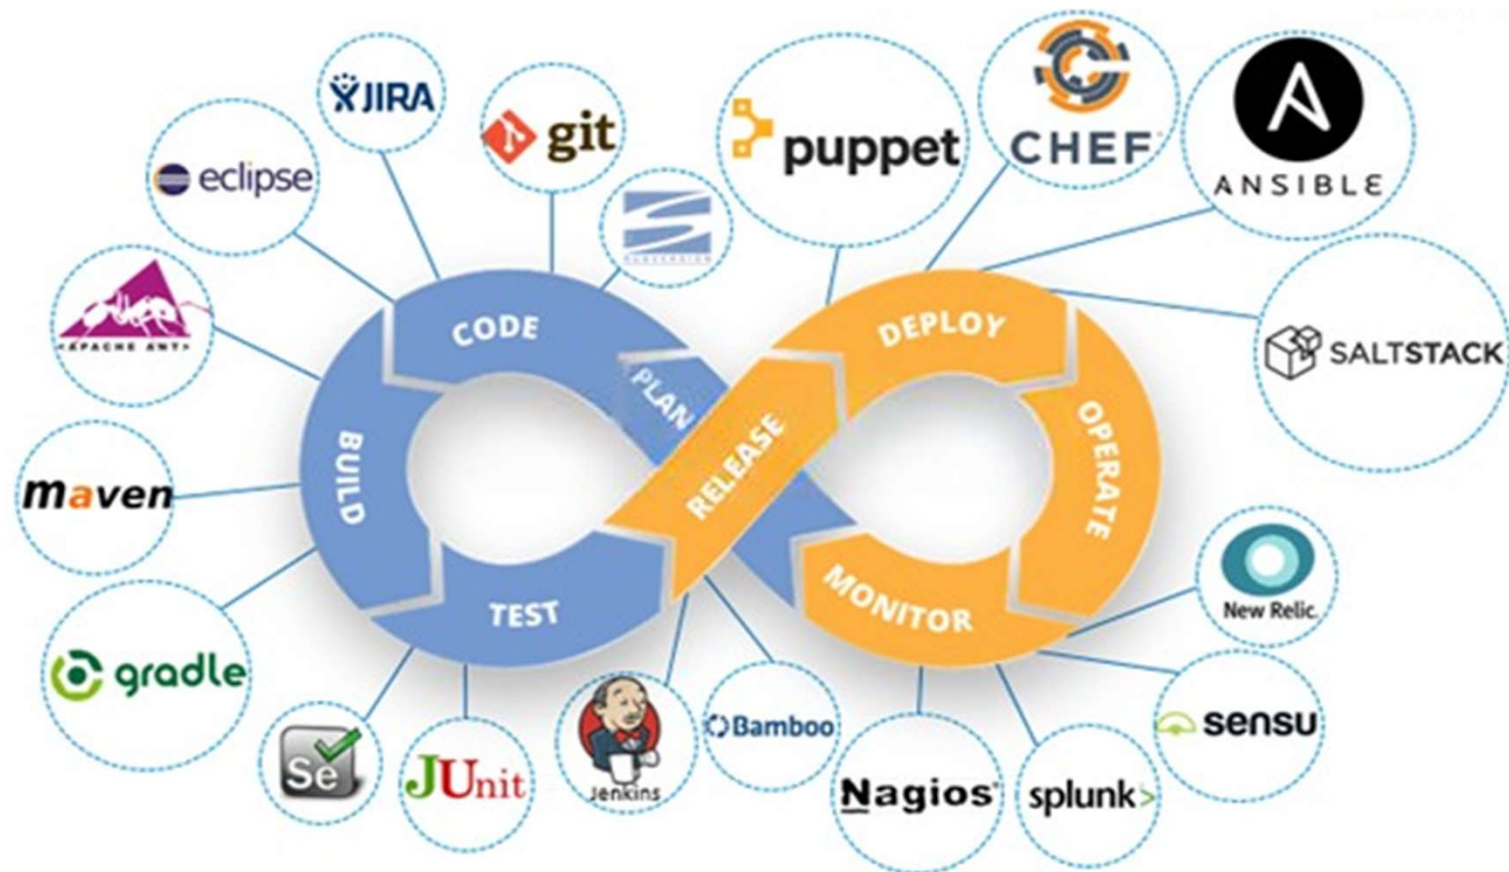 JIRA
git
puppet
CHEF
ANSIBLE
eclipse
SUBVERSION
<APACHE ANT>
SALTSTACK
CODE
DEPLOY
PLAN
OPERATE
BUILD
RELEASE
maven
TEST
MONITOR
New Relic.
gradle
Se
JUnit
Jenkins
Bamboo
Nagios®
splunk>
sensu